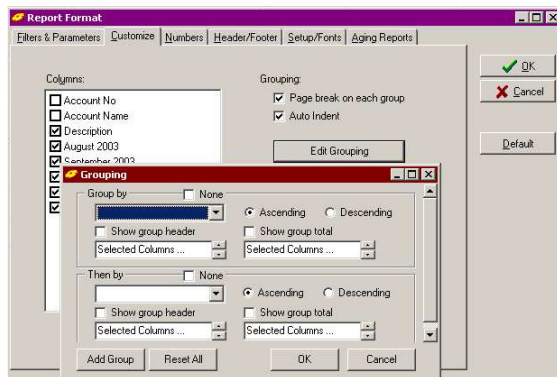 Report Format
Filters & Parameters Customize Numbers Header/Footer Setup/Fonts Aging Reports
Columns:
Account No
Account Name
Description
August 2003
September 2003
Grouping:
Page break on each group
Auto Indent
Edit Grouping
OK
Cancel
Default
Grouping
Group by None
Ascending Descending
Show group header Show group total
Selected Columns ... Selected Columns ...
Then by None
Ascending Descending
Show group header Show group total
Selected Columns ... Selected Columns ...
Add Group Reset All OK Cancel